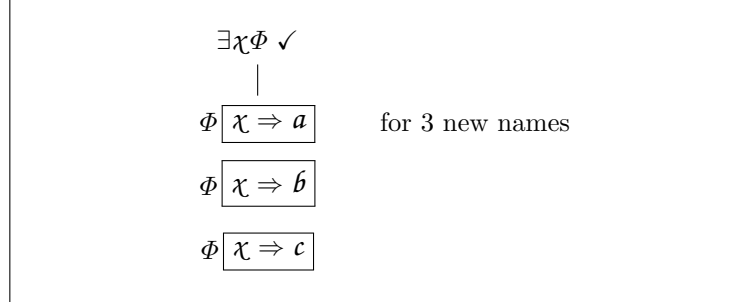 ∃χΦ ✓
Φ χ ⇒ a for 3 new names
Φ χ ⇒ b
Φ χ ⇒ c